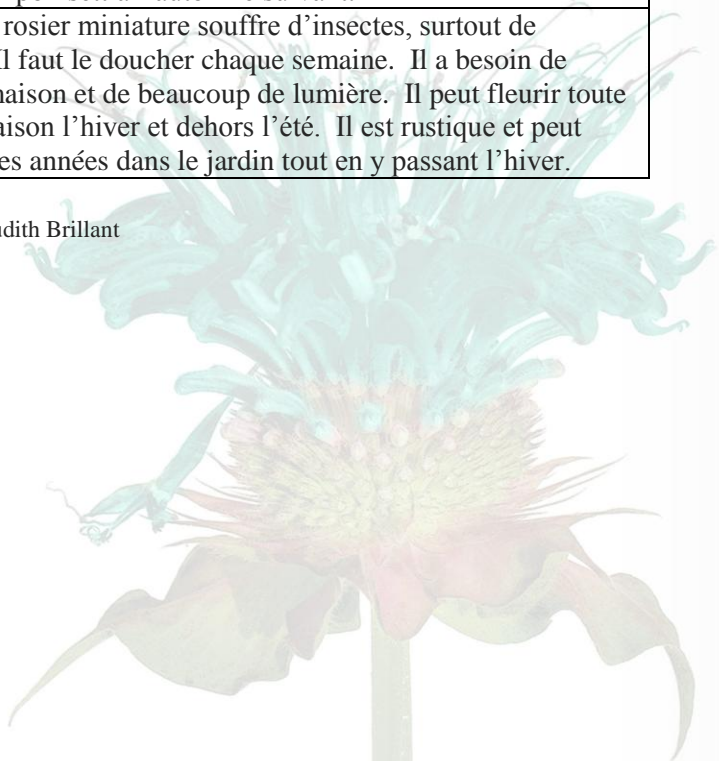 rosier miniature souffre d'insectes, surtout de
Il faut le doucher chaque semaine. Il a besoin de
maison et de beaucoup de lumière. Il peut fleurir toute
aison l'hiver et dehors l'été. Il est rustique et peut
es années dans le jardin tout en y passant l'hiver.
udith Brillant